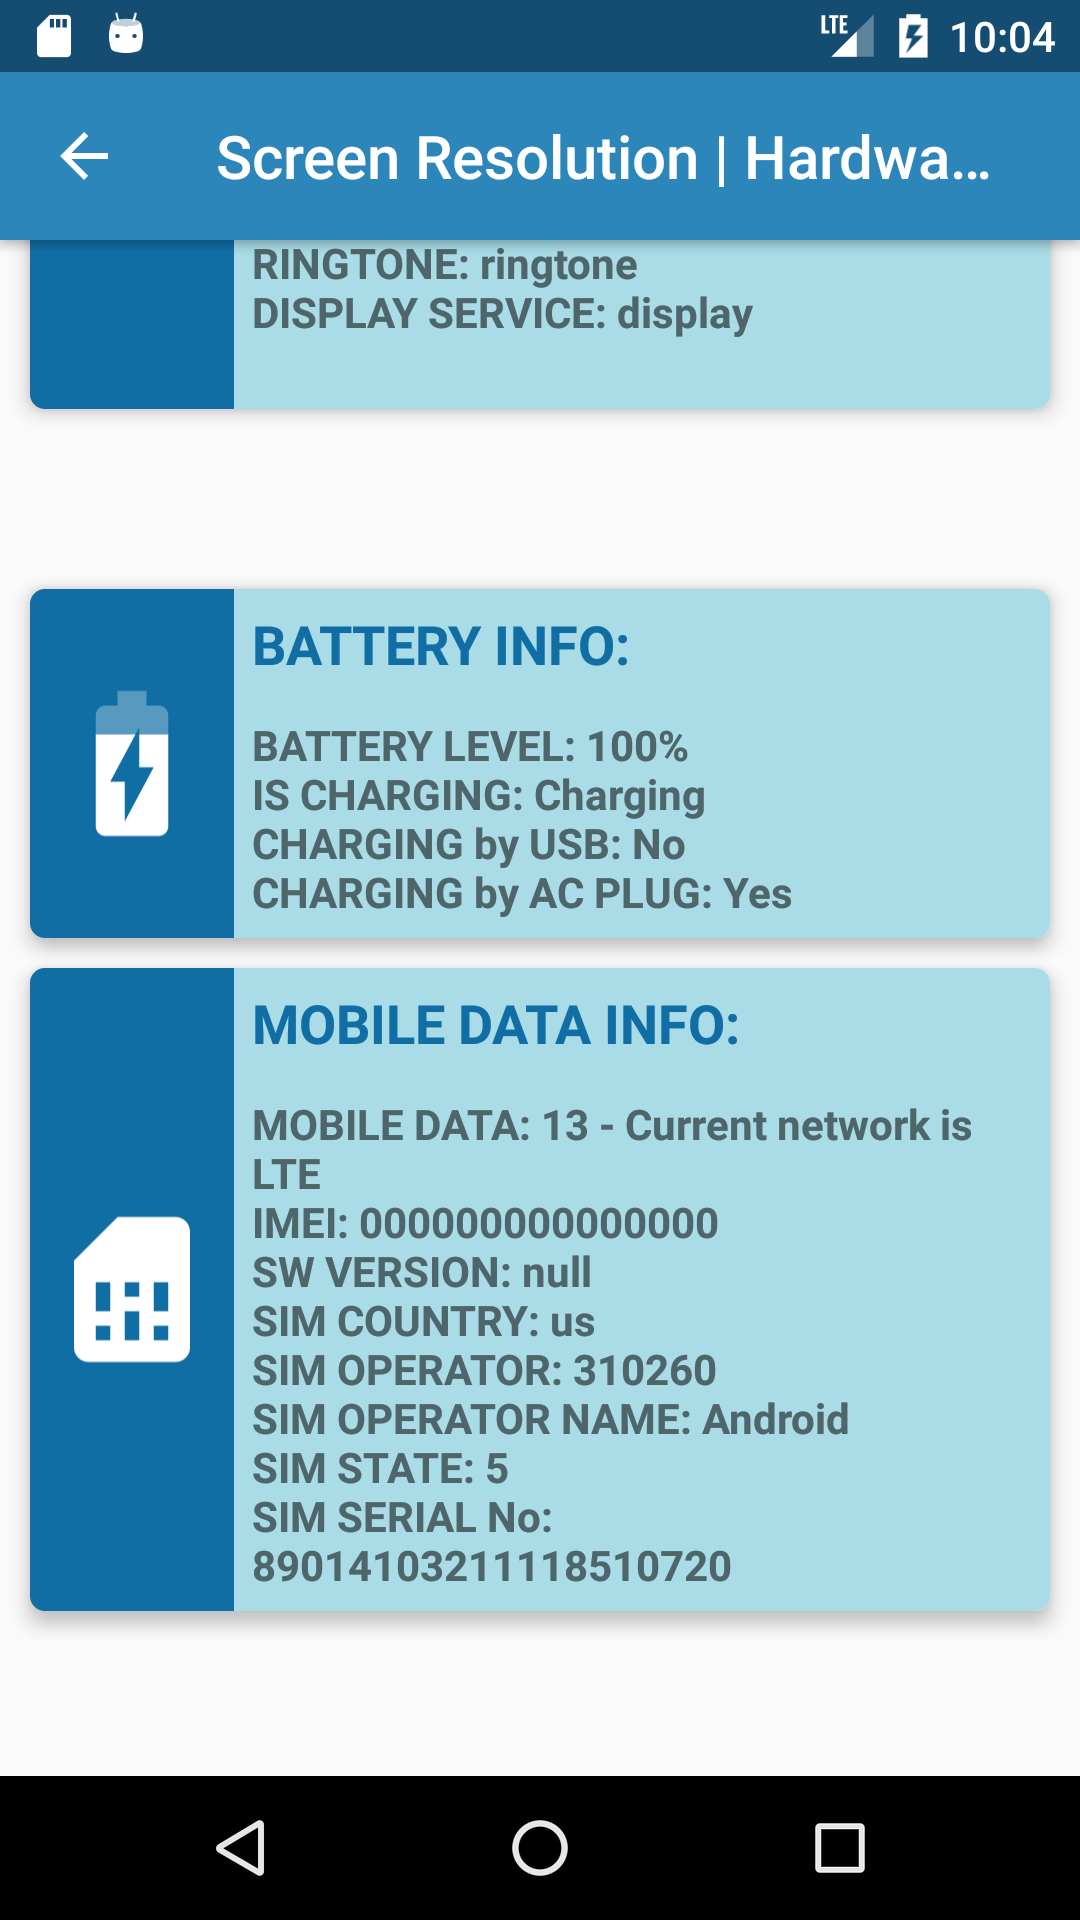 LTE 10:04
Screen Resolution | Hardwa...
RINGTONE: ringtone
DISPLAY SERVICE: display
BATTERY INFO:
BATTERY LEVEL: 100%
IS CHARGING: Charging
CHARGING by USB: No
CHARGING by AC PLUG: Yes
MOBILE DATA INFO:
MOBILE DATA: 13 - Current network is
LTE
IMEI: 000000000000000
SW VERSION: null
SIM COUNTRY: us
SIM OPERATOR: 310260
SIM OPERATOR NAME: Android
SIM STATE: 5
SIM SERIAL No:
89014103211118510720